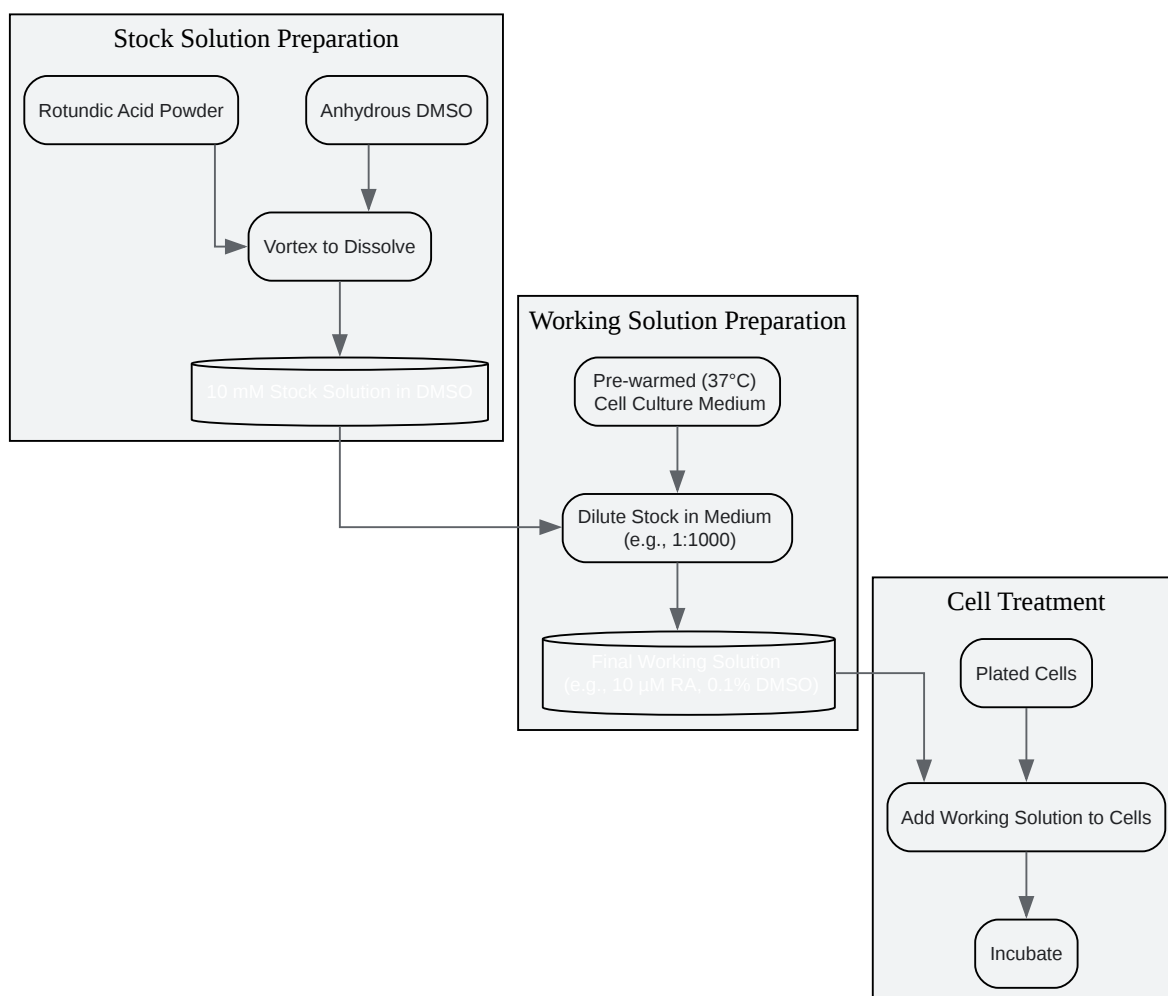 Stock Solution Preparation
Rotundic Acid Powder
Anhydrous DMSO
Vortex to Dissolve
10 mM Stock Solution in DMSO
Working Solution Preparation
Pre-warmed (37°C)
Cell Culture Medium
Dilute Stock in Medium
(e.g., 1:1000)
Final Working Solution
(e.g., 10 µM RA, 0.1% DMSO)
Cell Treatment
Plated Cells
Add Working Solution to Cells
Incubate